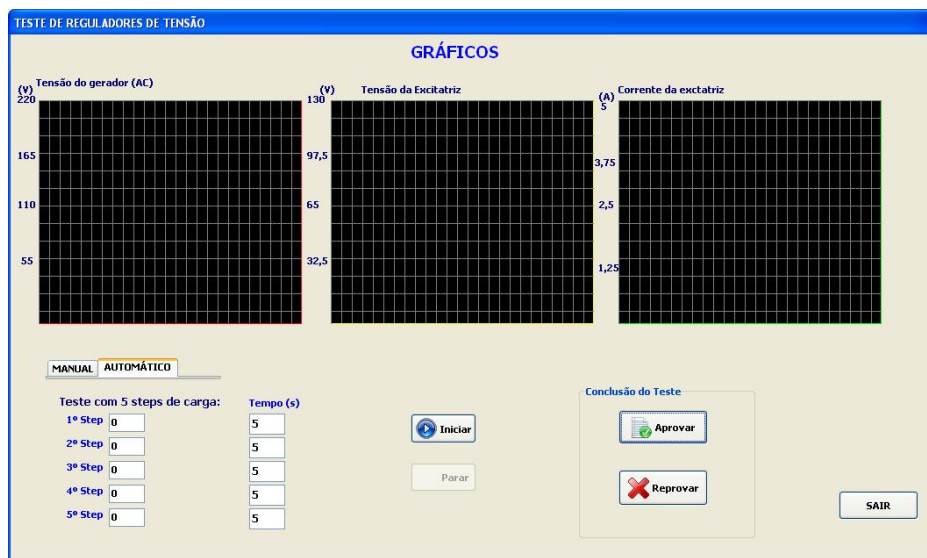 TESTE DE REGULADORES DE TENSÃO
GRÁFICOS
(V) Tensão do gerador (AC)
220
165
110
55
(V) Tensão da Excitatriz
130
97,5
65
32,5
(A) Corrente da exctatriz
5
3,75
2,5
1,25
MANUAL AUTOMÁTICO
Teste com 5 steps de carga: Tempo (s)
1º Step 0 5
2º Step 0 5
3º Step 0 5
4º Step 0 5
5º Step 0 5
Iniciar
Parar
Conclusão do Teste
Aprovar
Reprovar
SAIR